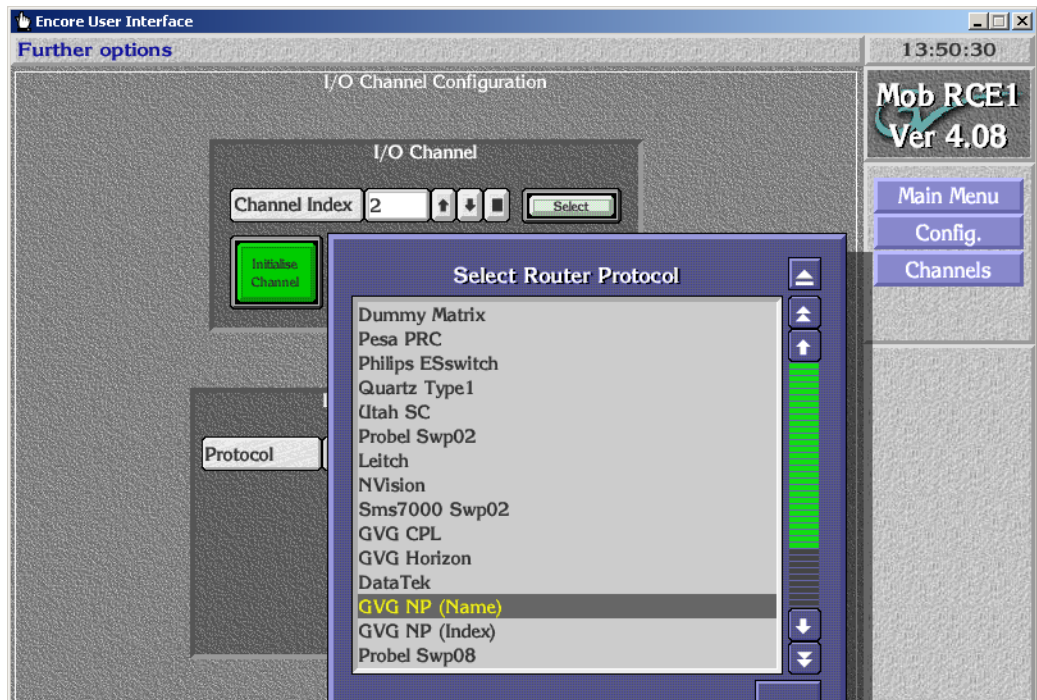 Encore User Interface
Further options
13:50:30
I/O Channel Configuration
Mob RCE1
Ver 4.08
I/O Channel
Channel Index 2 Select
Main Menu
Config.
Channels
Initialise
Channel
Select Router Protocol
Dummy Matrix
Pesa PRC
Philips ESswitch
Quartz Type1
Utah SC
Probel Swp02
Leitch
NVision
Sms7000 Swp02
GVG CPL
GVG Horizon
DataTek
GVG NP (Name)
GVG NP (Index)
Probel Swp08
Protocol